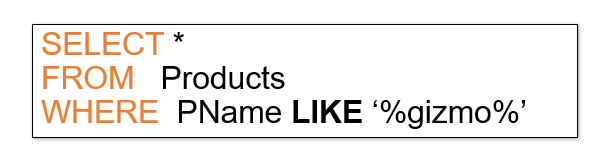 SELECT *
FROM Products
WHERE PName LIKE ‘%gizmo%’